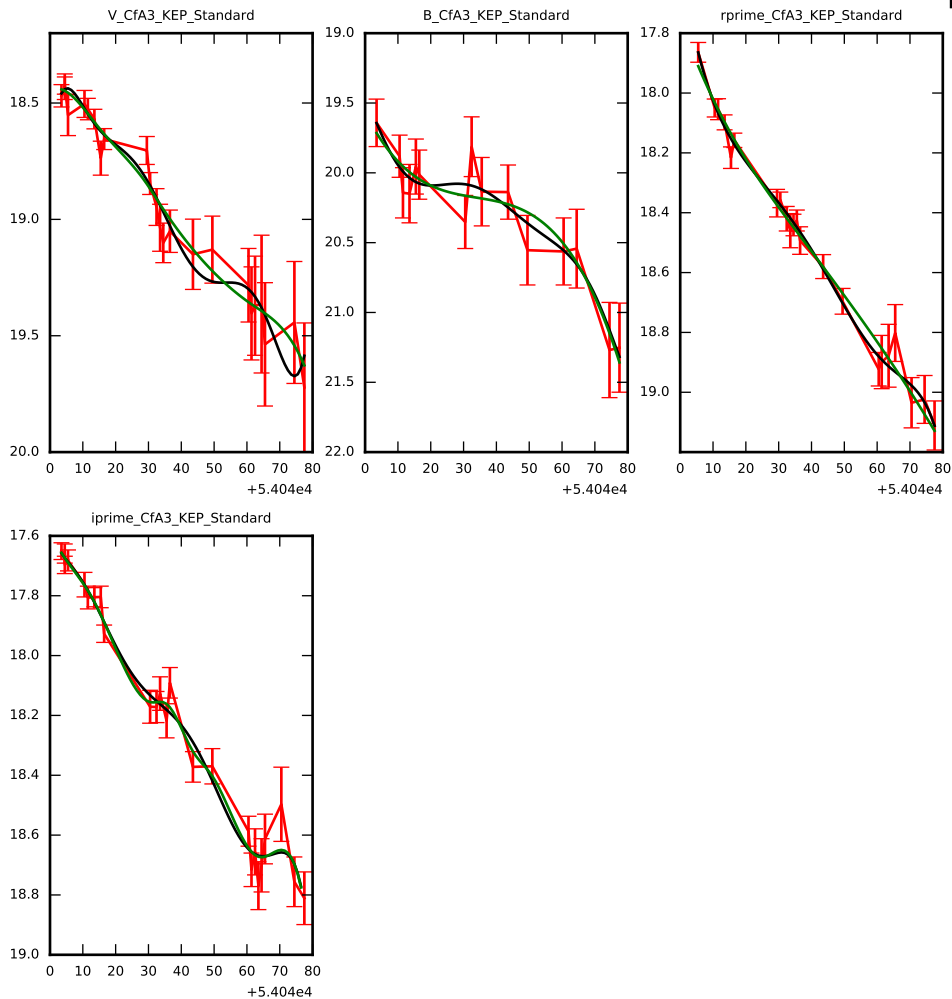 V_CfA3_KEP_Standard
18.5
19.0
19.5
20.0
0 10 20 30 40 50 60 70 80
+5.404e4
B_CfA3_KEP_Standard
19.0
19.5
20.0
20.5
21.0
21.5
22.0
0 10 20 30 40 50 60 70 80
+5.404e4
rprime_CfA3_KEP_Standard
17.8
18.0
18.2
18.4
18.6
18.8
19.0
0 10 20 30 40 50 60 70 80
+5.404e4
iprime_CfA3_KEP_Standard
17.6
17.8
18.0
18.2
18.4
18.6
18.8
19.0
0 10 20 30 40 50 60 70 80
+5.404e4